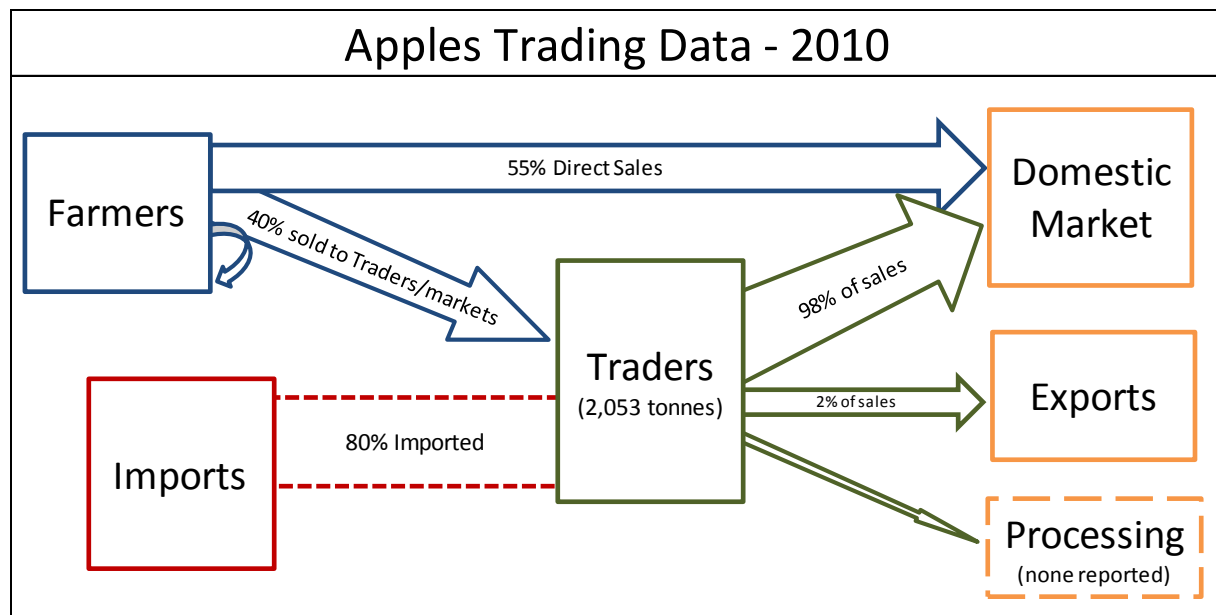 Apples Trading Data - 2010
55% Direct Sales
Farmers
40% sold to Traders/markets
Domestic
Market
98% of sales
Traders
(2,053 tonnes)
2% of sales
Exports
80% Imported
Imports
Processing
(none reported)